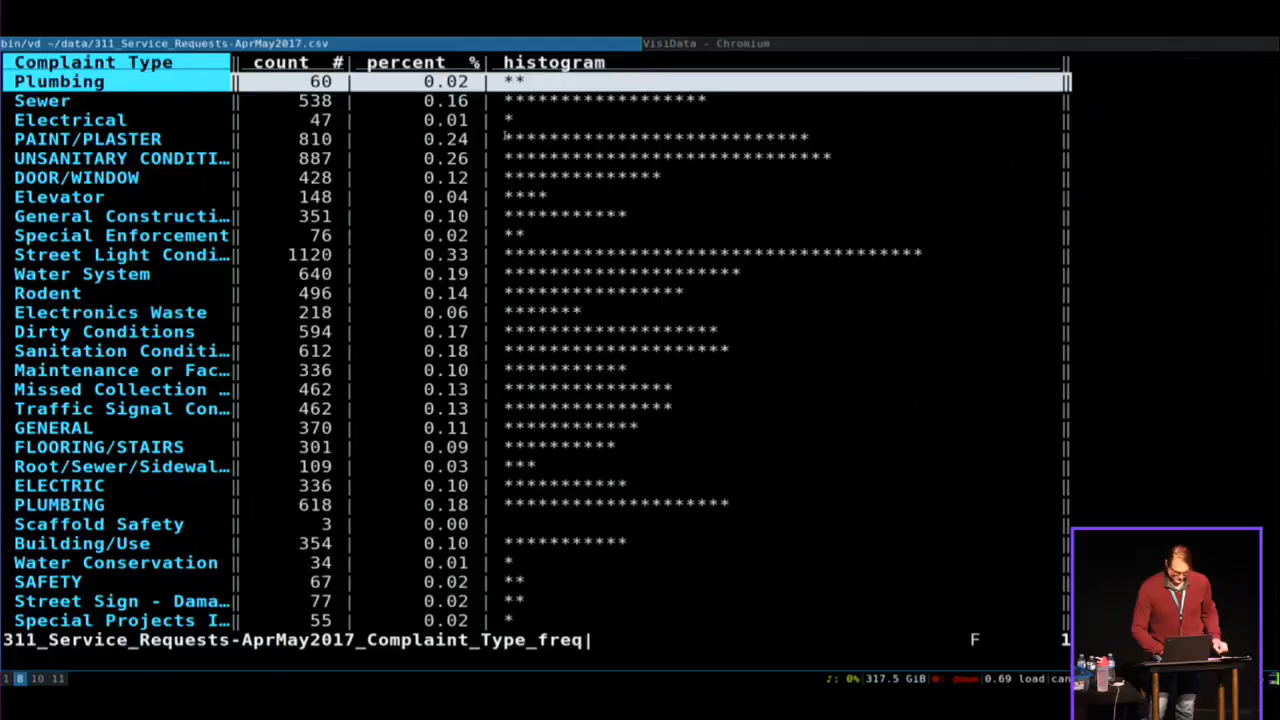 bin/vd ~/data/311_Service_Requests-AprMay2017.csv VisiData - Chromium
Complaint Type count # percent % histogram
Plumbing 60 0.02 **
Sewer 538 0.16 ******************
Electrical 47 0.01 *
PAINT/PLASTER 810 0.24 ***************************
UNSANITARY CONDITI… 887 0.26 *****************************
DOOR/WINDOW 428 0.12 **************
Elevator 148 0.04 ****
General Constructi… 351 0.10 ***********
Special Enforcement 76 0.02 **
Street Light Condi… 1120 0.33 *************************************
Water System 640 0.19 *********************
Rodent 496 0.14 ****************
Electronics Waste 218 0.06 *******
Dirty Conditions 594 0.17 *******************
Sanitation Conditi… 612 0.18 ********************
Maintenance or Fac… 336 0.10 ***********
Missed Collection … 462 0.13 ***************
Traffic Signal Con… 462 0.13 ***************
GENERAL 370 0.11 ************
FLOORING/STAIRS 301 0.09 **********
Root/Sewer/Sidewal… 109 0.03 ***
ELECTRIC 336 0.10 ***********
PLUMBING 618 0.18 ********************
Scaffold Safety 3 0.00
Building/Use 354 0.10 ***********
Water Conservation 34 0.01 *
SAFETY 67 0.02 **
Street Sign - Dama… 77 0.02 **
Special Projects I… 55 0.02 *
311_Service_Requests-AprMay2017_Complaint_Type_freq| F 1
1 8 10 11 ♪: 0% 317.5 GiB down 0.69 load can